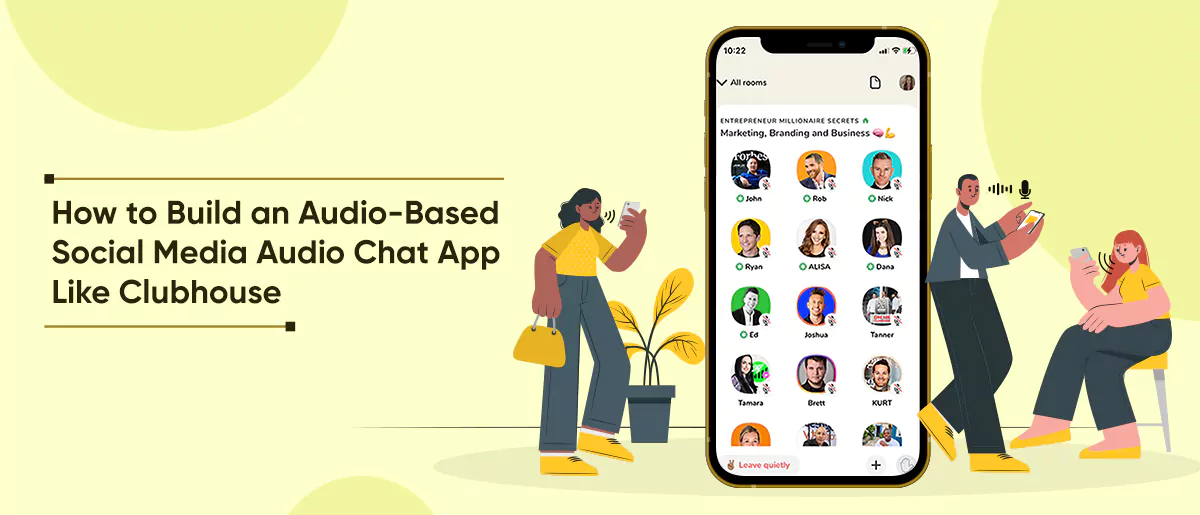 How to Build an Audio-Based
Social Media Audio Chat App
Like Clubhouse
10:22
All rooms
ENTREPRENEUR MILLIONAIRE SECRETS
Marketing, Branding and Business
Forbes
John
Rob
Nick
Ryan
ALISA
Dana
Ed
Joshua
Tanner
Tamara
Brett
KURT
Leave quietly